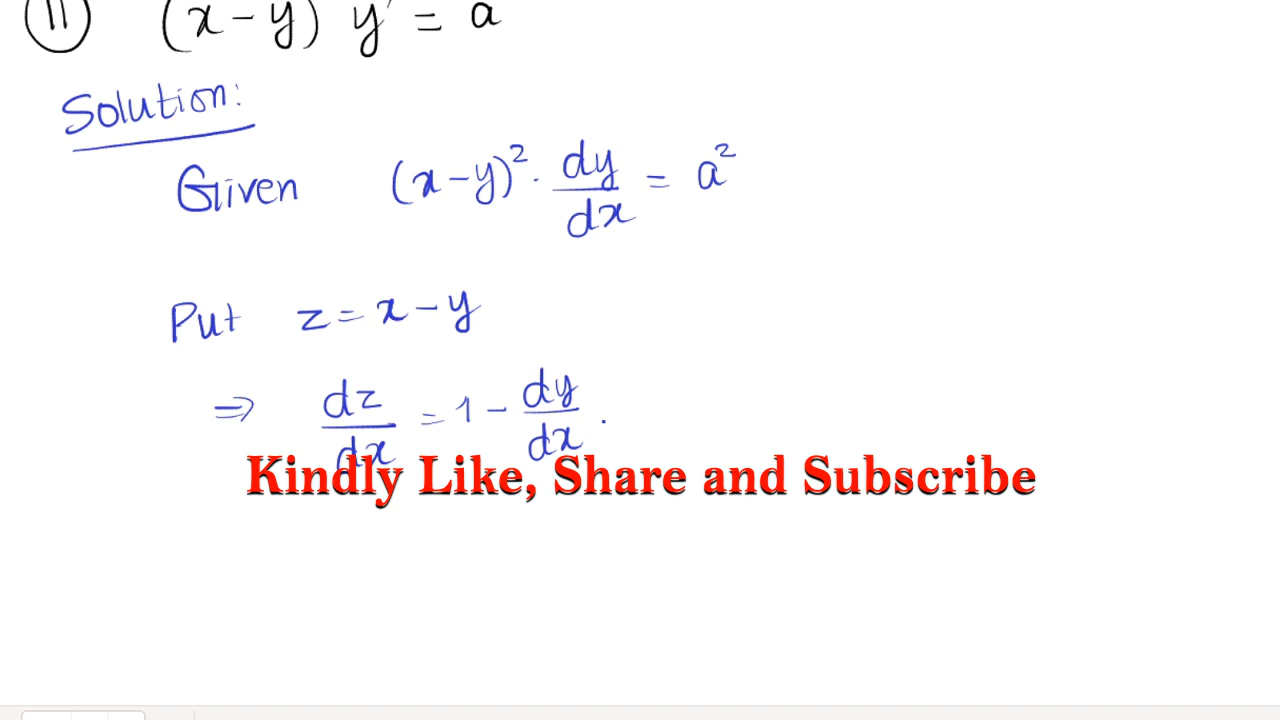 11 (x-y) y' = a
Solution:
Given (x-y)². dy/dx = a²
Put z = x - y
⇒ dz/dx = 1 - dy/dx .
Kindly Like, Share and Subscribe